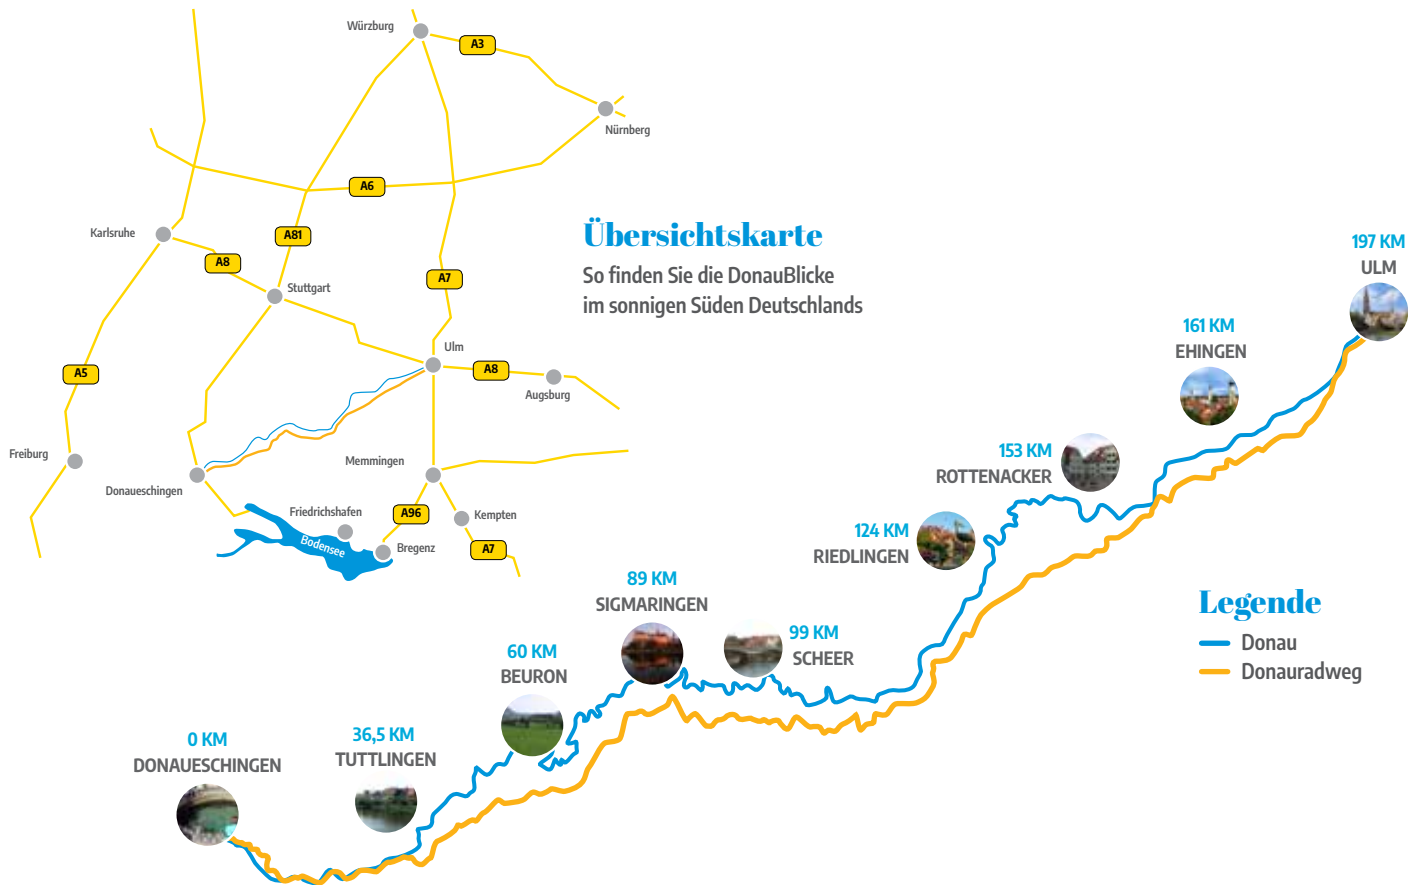 Würzburg
A3
Nürnberg
A6
Karlsruhe
A81
A8
A7
Stuttgart
Übersichtskarte
So finden Sie die DonauBlicke
im sonnigen Süden Deutschlands
Ulm
A8
A5
Augsburg
Freiburg
Memmingen
Donaueschingen
Friedrichshafen
A96
Kempten
Bodensee
Bregenz
A7
197 KM
ULM
161 KM
EHINGEN
153 KM
ROTTENACKER
124 KM
RIEDLINGEN
89 KM
SIGMARINGEN
99 KM
SCHEER
60 KM
BEURON
36,5 KM
TUTTLINGEN
0 KM
DONAUESCHINGEN
Legende
Donau
Donauradweg